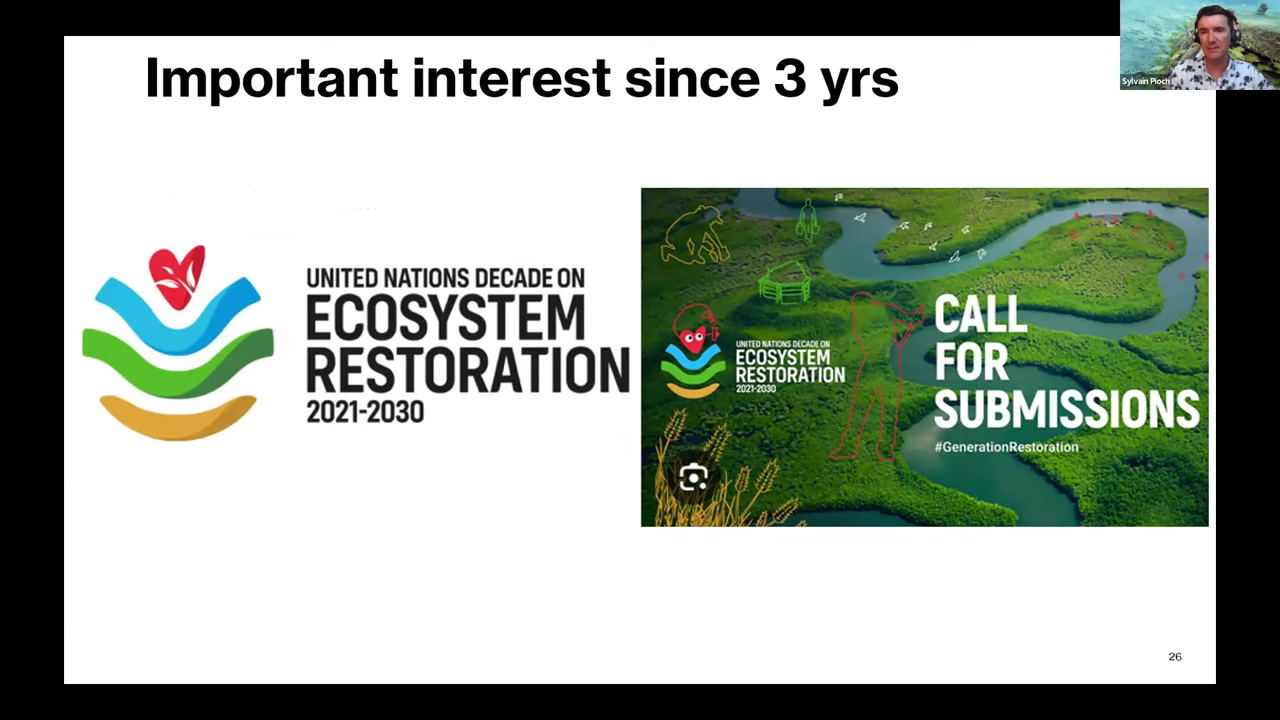 Important interest since 3 yrs
Sylvain Pioch
UNITED NATIONS DECADE ON
ECOSYSTEM
RESTORATION
2021-2030
UNITED NATIONS DECADE ON
ECOSYSTEM
RESTORATION
2021-2030
CALL
FOR
SUBMISSIONS
#GenerationRestoration
26